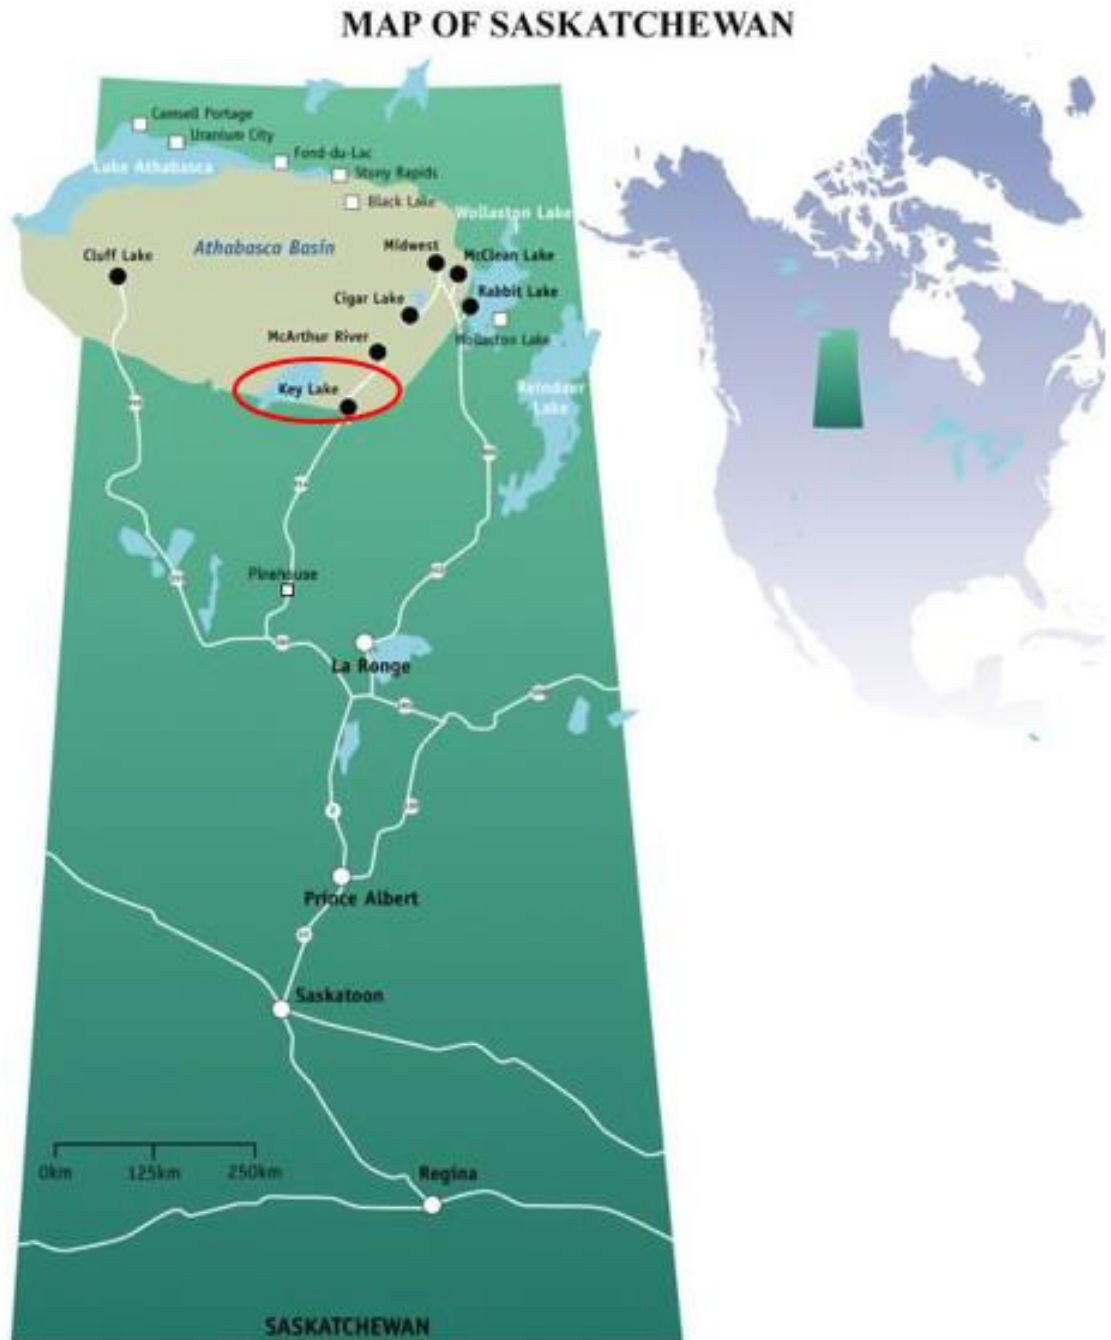 MAP OF SASKATCHEWAN
Camsell Portage
Uranium City
Fond-du-Lac
Lake Athabasca
Stony Rapids
Black Lake
Wollaston Lake
Athabasca Basin
Midwest
Cluff Lake
McClean Lake
Cigar Lake
Rabbit Lake
McArthur River
Wollaston Lake
Key Lake
Reindeer
Lake
Pinehouse
La Ronge
Prince Albert
Saskatoon
0km 125km 250km
Regina
SASKATCHEWAN